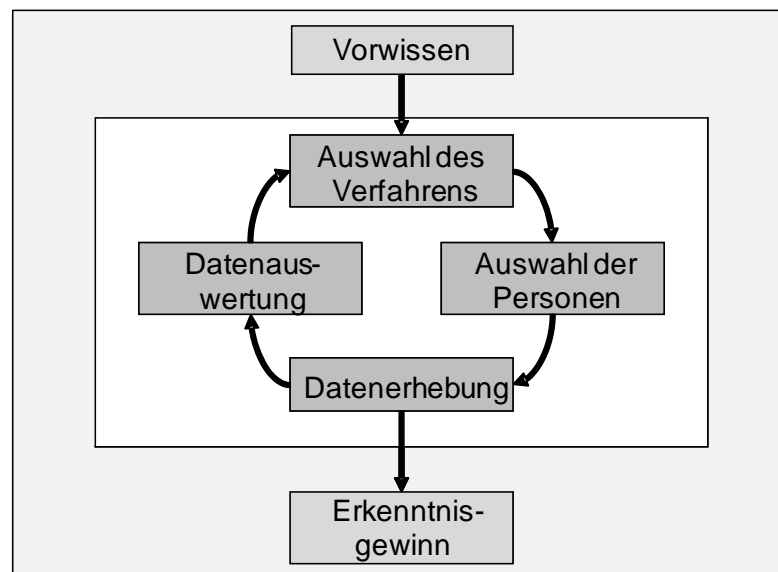 Vorwissen
Auswahl des
Verfahrens
Datenaus-
wertung
Auswahl der
Personen
Datenerhebung
Erkenntnis-
gewinn